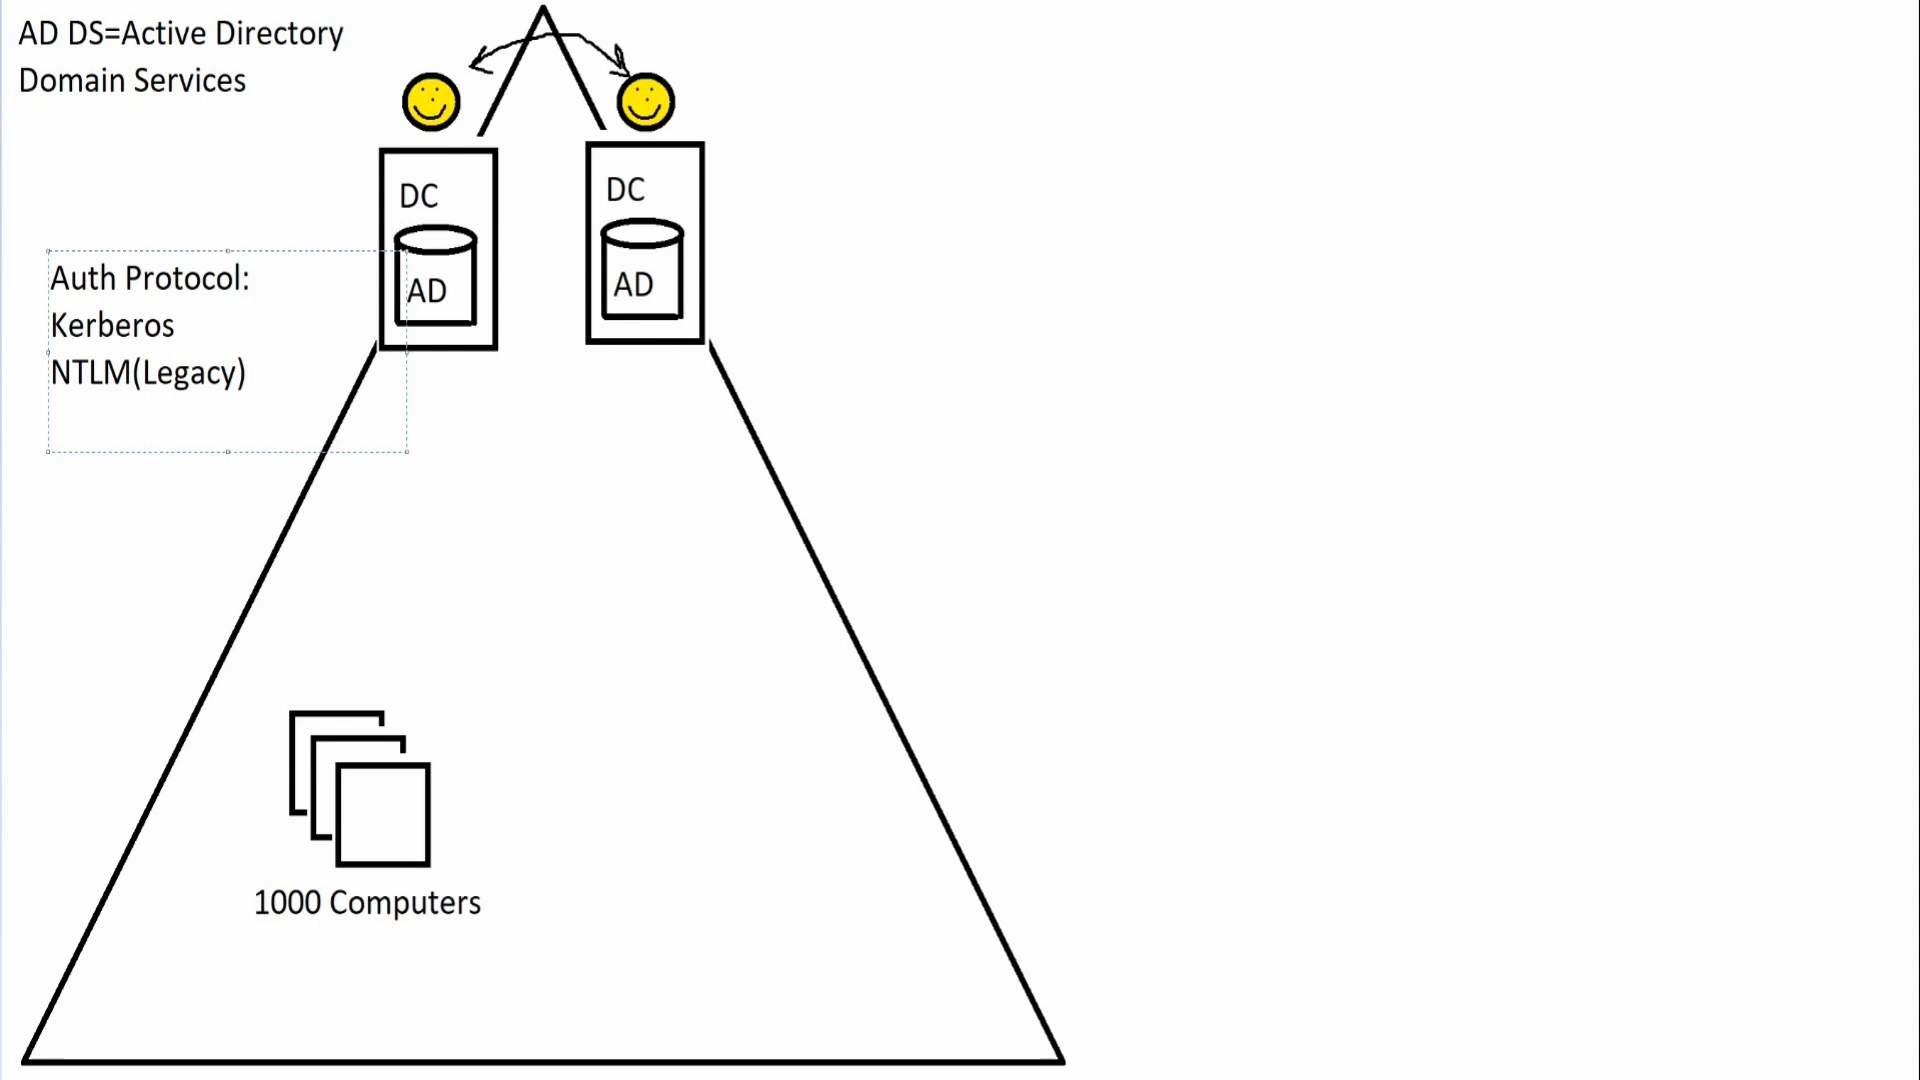 AD DS=Active Directory
Domain Services
DC
DC
AD
AD
Auth Protocol:
Kerberos
NTLM(Legacy)
1000 Computers